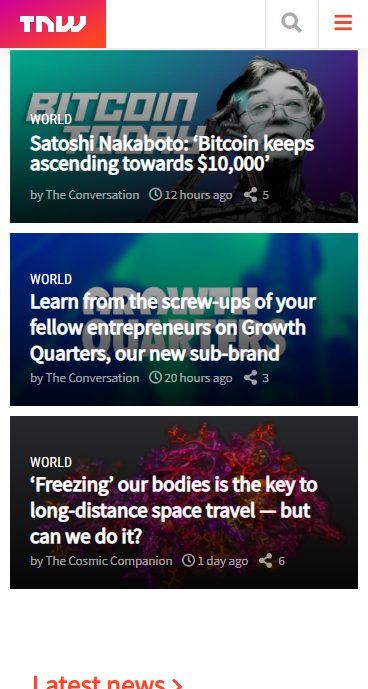 TNW
BITCOIN
TODAY
WORLD
Satoshi Nakaboto: ‘Bitcoin keeps
ascending towards $10,000’
by The Conversation 12 hours ago 5
GROWTH
QUARTERS
WORLD
Learn from the screw-ups of your
fellow entrepreneurs on Growth
Quarters, our new sub-brand
by The Conversation 20 hours ago 3
WORLD
‘Freezing’ our bodies is the key to
long-distance space travel — but
can we do it?
by The Cosmic Companion 1 day ago 6
Latest news